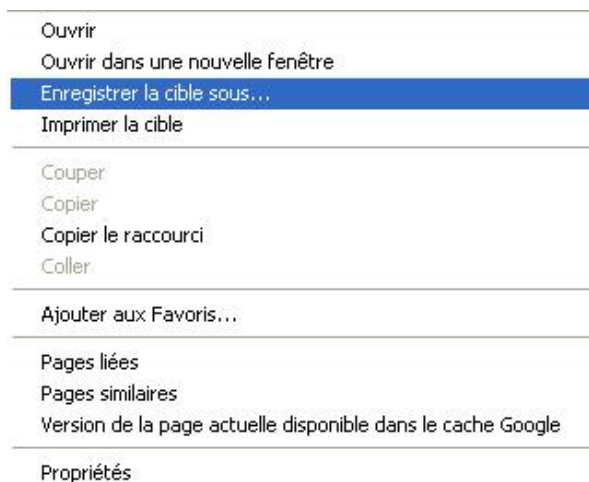 Ouvrir
Ouvrir dans une nouvelle fenêtre
Enregistrer la cible sous...
Imprimer la cible
Couper
Copier
Copier le raccourci
Coller
Ajouter aux Favoris...
Pages liées
Pages similaires
Version de la page actuelle disponible dans le cache Google
Propriétés